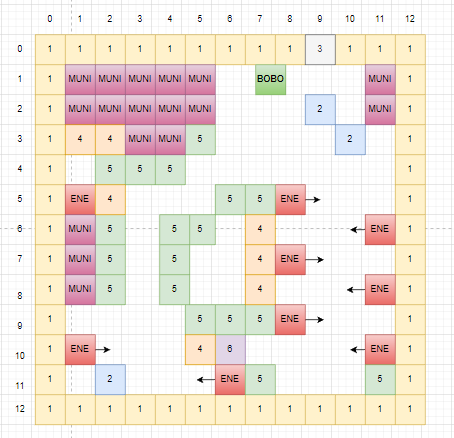 0 1 2 3 4 5 6 7 8 9 10 11 12
0 1 1 1 1 1 1 1 1 1 3 1 1 1
1 1 MUNI MUNI MUNI MUNI MUNI BOBO MUNI 1
2 1 MUNI MUNI MUNI MUNI MUNI 2 MUNI 1
3 1 4 4 MUNI MUNI 5 2 1
4 1 5 5 5 1
5 1 ENE 4 5 5 ENE 1
6 1 MUNI 5 5 5 4 ENE 1
7 1 MUNI 5 5 4 ENE 1
8 1 MUNI 5 5 4 ENE 1
9 1 5 5 5 ENE 1
10 1 ENE 4 6 ENE 1
11 1 2 ENE 5 5 1
12 1 1 1 1 1 1 1 1 1 1 1 1 1